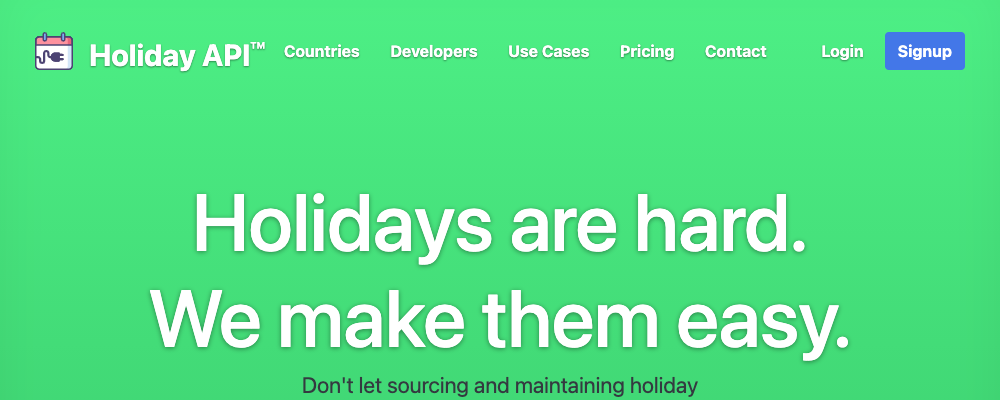 Holiday API™ Countries Developers Use Cases Pricing Contact Login Signup
Holidays are hard.
We make them easy.
Don't let sourcing and maintaining holiday